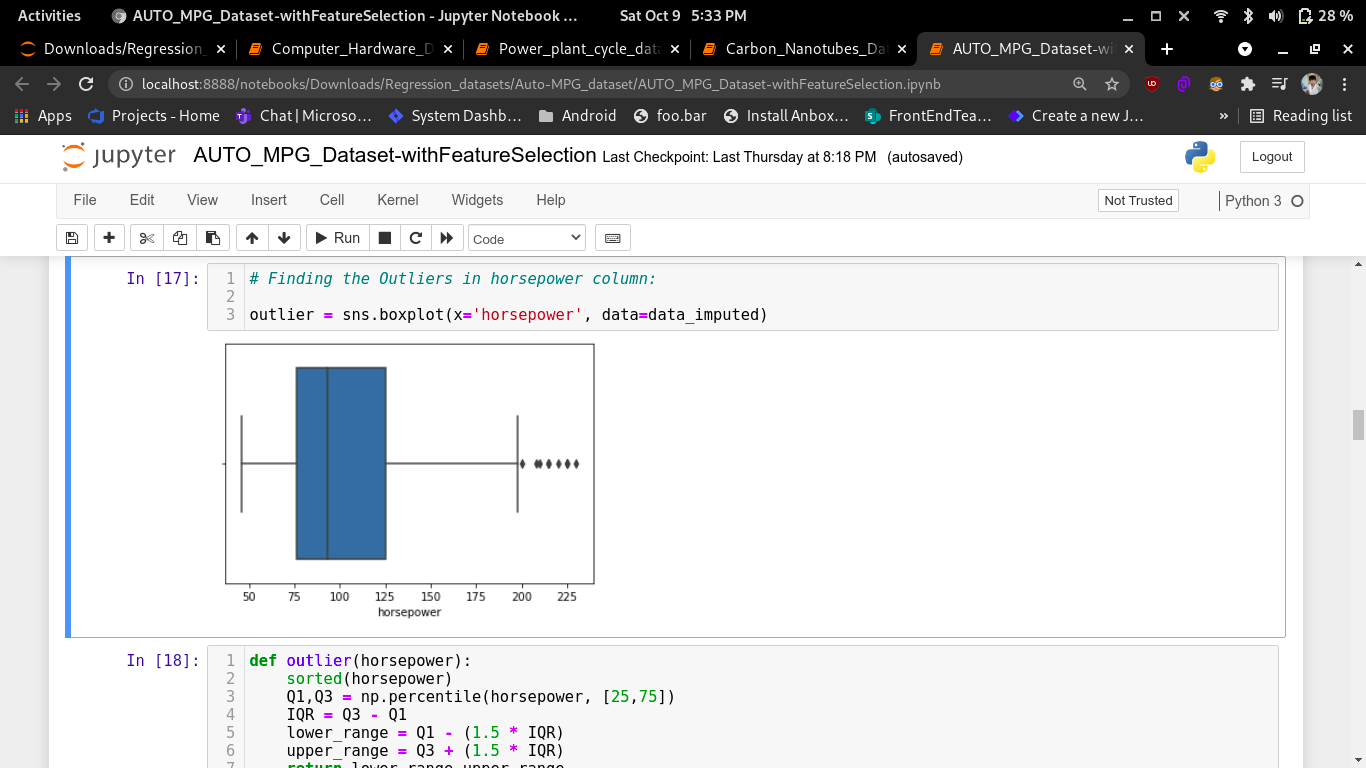 Activities AUTO_MPG_Dataset-withFeatureSelection - Jupyter Notebook ... Sat Oct 9 5:33 PM 28 %
Downloads/Regression_ Computer_Hardware_D Power_plant_cycle_data Carbon_Nanotubes_Da AUTO_MPG_Dataset-wi
localhost:8888/notebooks/Downloads/Regression_datasets/Auto-MPG_dataset/AUTO_MPG_Dataset-withFeatureSelection.ipynb
Apps Projects - Home Chat | Microso... System Dashb... Android foo.bar Install Anbox... FrontEndTea... Create a new J... » Reading list
jupyter AUTO_MPG_Dataset-withFeatureSelection Last Checkpoint: Last Thursday at 8:18 PM (autosaved) Logout
File Edit View Insert Cell Kernel Widgets Help Not Trusted Python 3
Run Code
In [17]: 1 # Finding the Outliers in horsepower column:
2
3 outlier = sns.boxplot(x='horsepower', data=data_imputed)
50 75 100 125 150 175 200 225
horsepower
In [18]: 1 def outlier(horsepower):
2 sorted(horsepower)
3 Q1,Q3 = np.percentile(horsepower, [25,75])
4 IQR = Q3 - Q1
5 lower_range = Q1 - (1.5 * IQR)
6 upper_range = Q3 + (1.5 * IQR)
7 return lower_range,upper_range